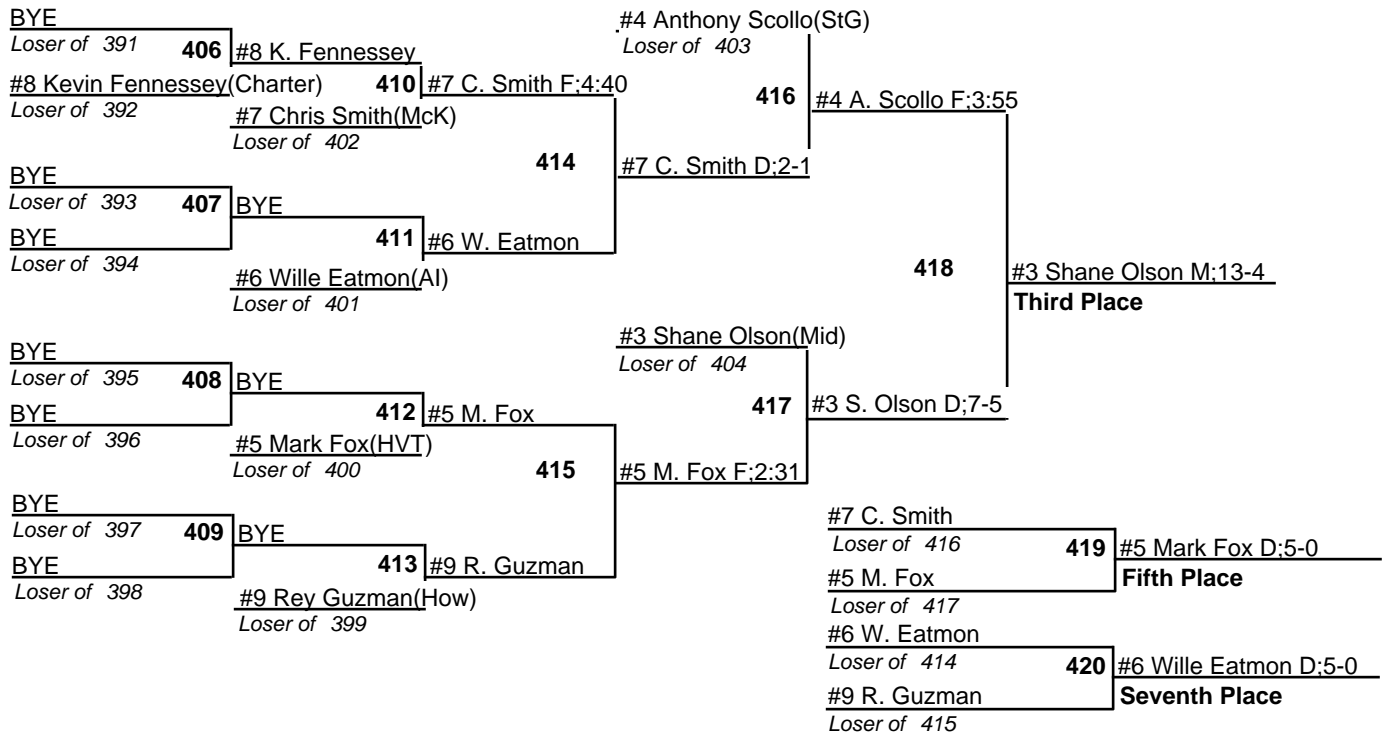 BYE
Loser of 391
406
#8 K. Fennessey
#8 Kevin Fennessey(Charter)
Loser of 392
410
#7 C. Smith F;4:40
#7 Chris Smith(McK)
Loser of 402
414
#7 C. Smith D;2-1
BYE
Loser of 393
407
BYE
BYE
Loser of 394
411
#6 W. Eatmon
#6 Wille Eatmon(AI)
Loser of 401
#4 Anthony Scollo(StG)
Loser of 403
416
#4 A. Scollo F;3:55
418
#3 Shane Olson M;13-4
Third Place
BYE
Loser of 395
408
BYE
BYE
Loser of 396
412
#5 M. Fox
#5 Mark Fox(HVT)
Loser of 400
415
#5 M. Fox F;2:31
BYE
Loser of 397
409
BYE
BYE
Loser of 398
413
#9 R. Guzman
#9 Rey Guzman(How)
Loser of 399
#3 Shane Olson(Mid)
Loser of 404
417
#3 S. Olson D;7-5
#7 C. Smith
Loser of 416
419
#5 Mark Fox D;5-0
Fifth Place
#5 M. Fox
Loser of 417
#6 W. Eatmon
Loser of 414
420
#6 Wille Eatmon D;5-0
Seventh Place
#9 R. Guzman
Loser of 415